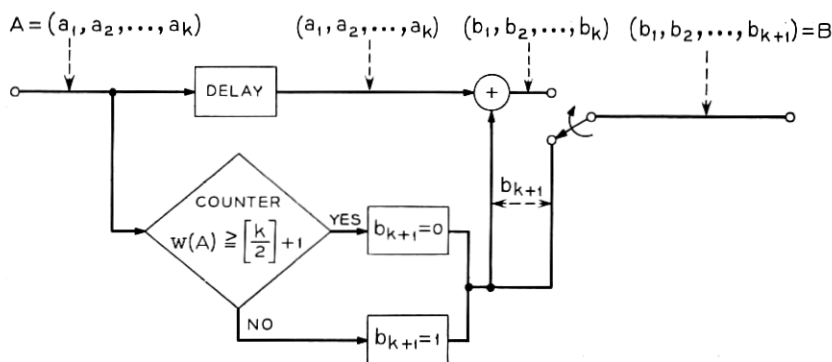 A = (a₁, a₂, ..., aₖ)
(a₁, a₂, ..., aₖ)
(b₁, b₂, ..., bₖ)
(b₁, b₂, ..., bₖ₊₁) = B
DELAY
+
bₖ₊₁
COUNTER
W(A) ≧ [k/2] + 1
YES
bₖ₊₁ = 0
NO
bₖ₊₁ = 1